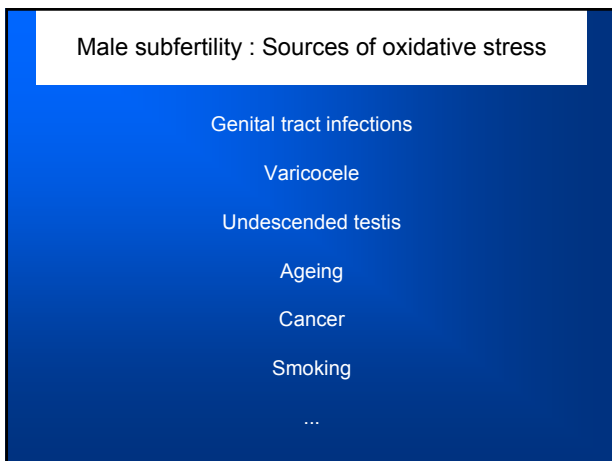 Male subfertility : Sources of oxidative stress
Genital tract infections
Varicocele
Undescended testis
Ageing
Cancer
Smoking
...